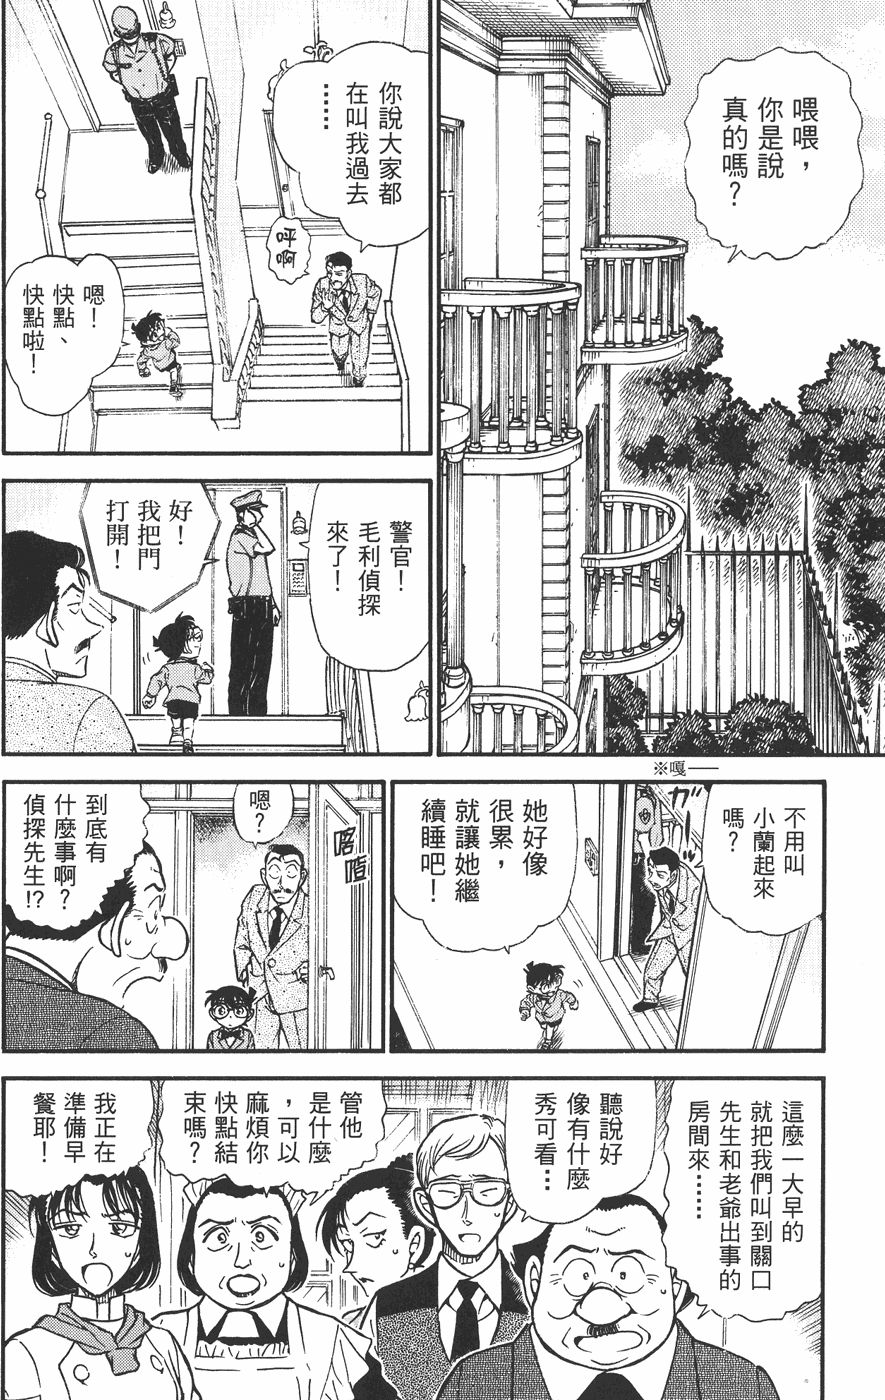 喂喂，
你是說
真的嗎？
你說大家都
在叫我過去
……
呼
啊
嗯！
快點、
快點啦！
警官！
毛利偵探
來了！
好！
我把門
打開！
※嘎——
ガー
不用叫
小蘭起來
嗎？
她好像
很累，
就讓她繼
續睡吧！
喀
喳
嗯？
到底有
什麼事啊？
偵探先生!?
這麼一大早的
就把我們叫到關口
先生和老爺出事的
房間來……
聽說好
像有什麼
秀可看…
管他
是什麼
，可以
麻煩你
快點結
束嗎？
我正在
準備早
餐耶！